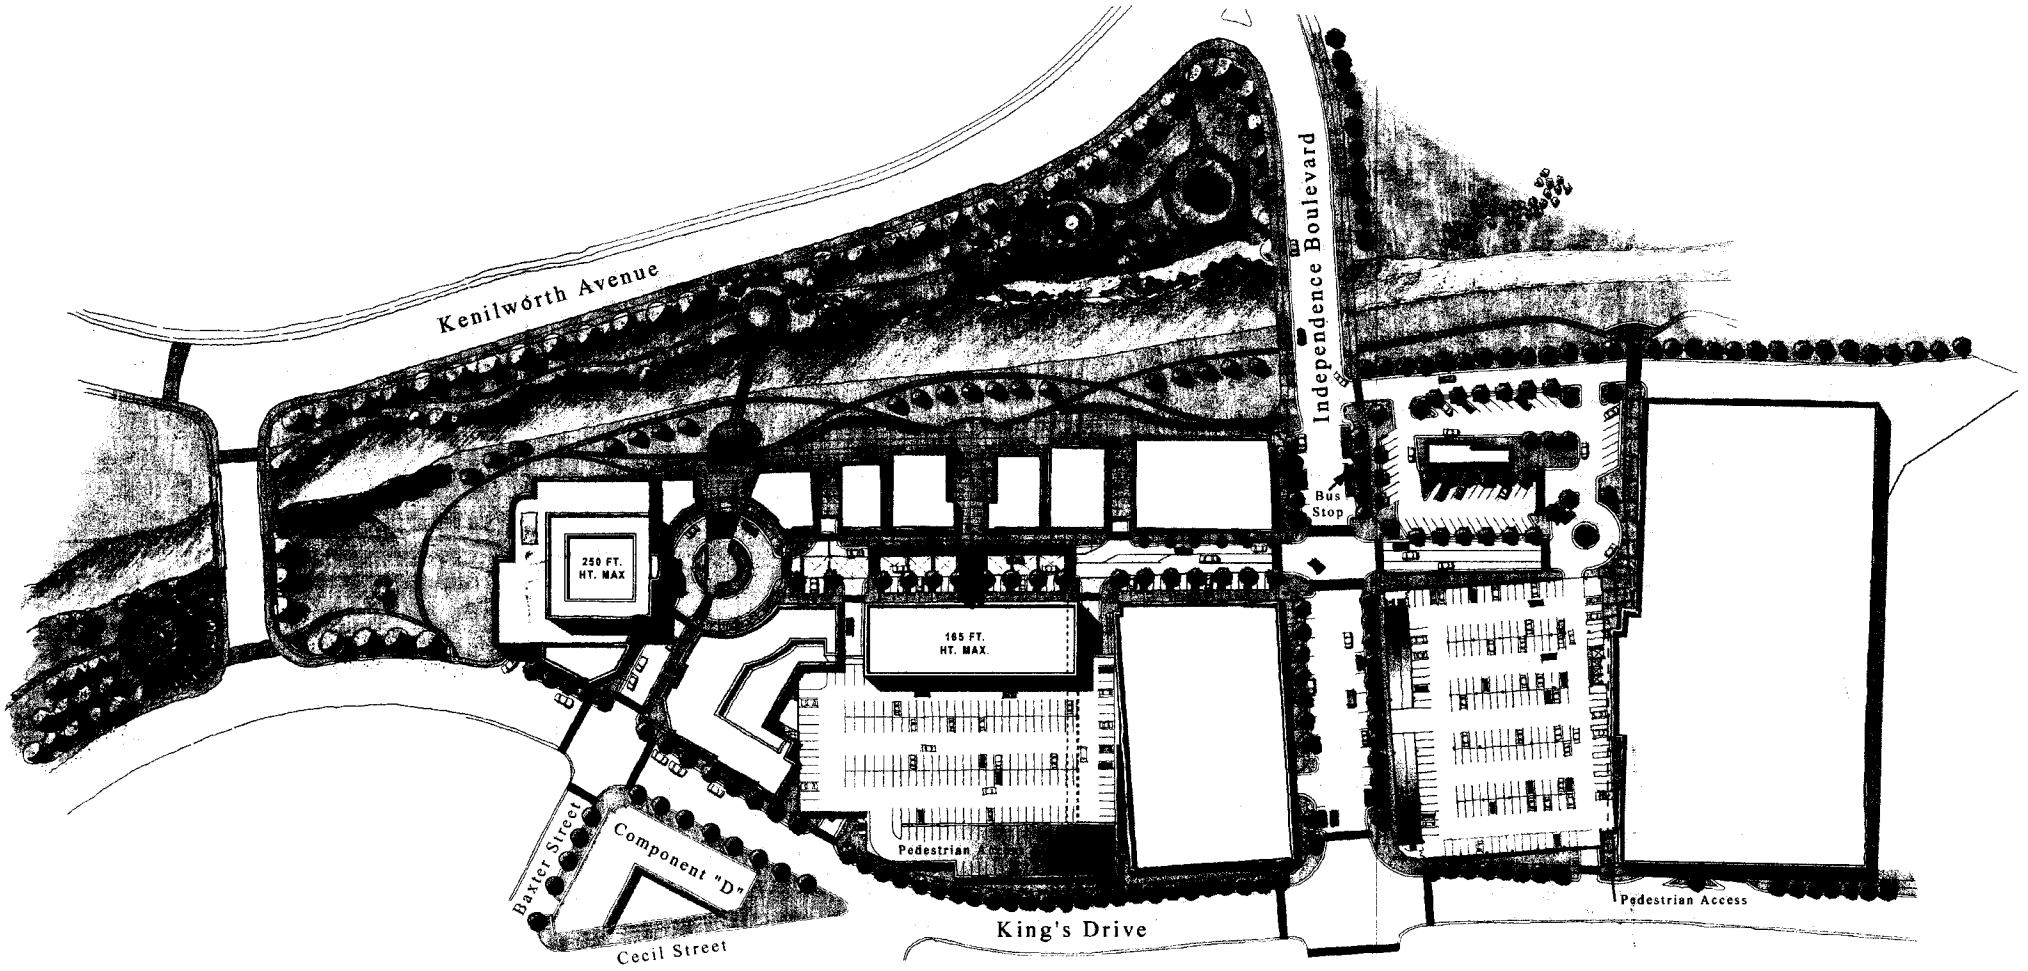 Kenilworth Avenue
Independence Boulevard
Bus
Stop
250 FT.
HT. MAX
165 FT.
HT. MAX.
Pedestrian Access
Component "D"
Baxter Street
Cecil Street
King's Drive
Pedestrian Access